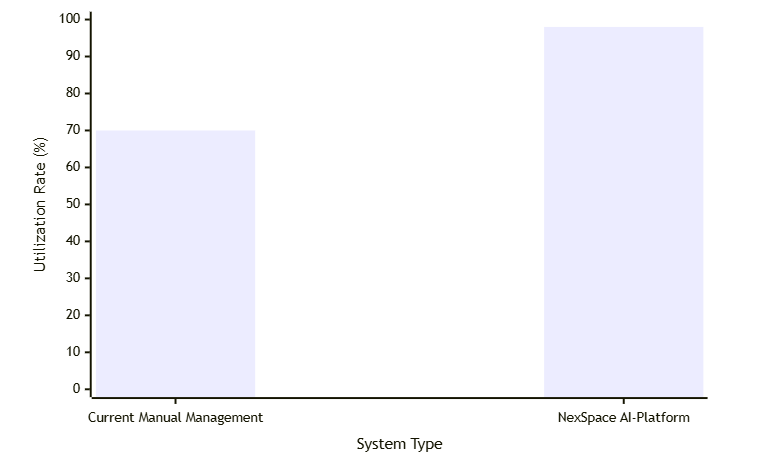 100
90
80
70
60
50
40
30
20
10
0
Utilization Rate (%)
Current Manual Management
NexSpace AI-Platform
System Type